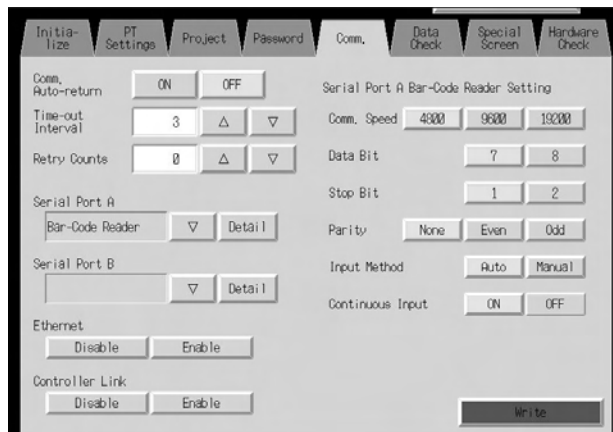 Initia-
lize
PT
Settings
Project
Password
Comm.
Data
Check
Special
Screen
Hardware
Check
Comm.
Auto-return
ON OFF
Time-out
Interval
3 △ ▽
Retry Counts 0 △ ▽
Serial Port A
Bar-Code Reader ▽ Detail
Serial Port B
▽ Detail
Ethernet
Disable Enable
Controller Link
Disable Enable
Serial Port A Bar-Code Reader Setting
Comm. Speed 4800 9600 19200
Data Bit 7 8
Stop Bit 1 2
Parity None Even Odd
Input Method Auto Manual
Continuous Input ON OFF
Write